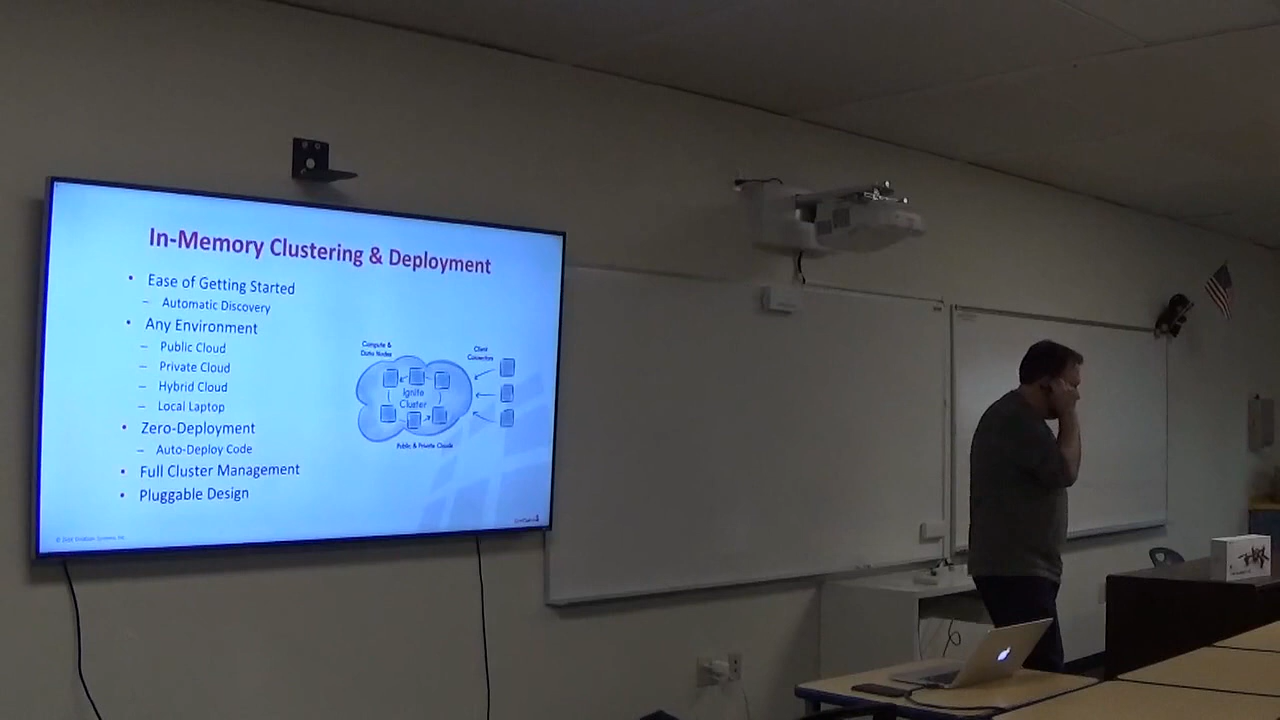 In-Memory Clustering & Deployment
• Ease of Getting Started
– Automatic Discovery
• Any Environment
– Public Cloud
– Private Cloud
– Hybrid Cloud
– Local Laptop
• Zero-Deployment
– Auto-Deploy Code
• Full Cluster Management
• Pluggable Design
Compute &
Data Nodes
Client
Connectors
Ignite
Cluster
Public & Private Clouds